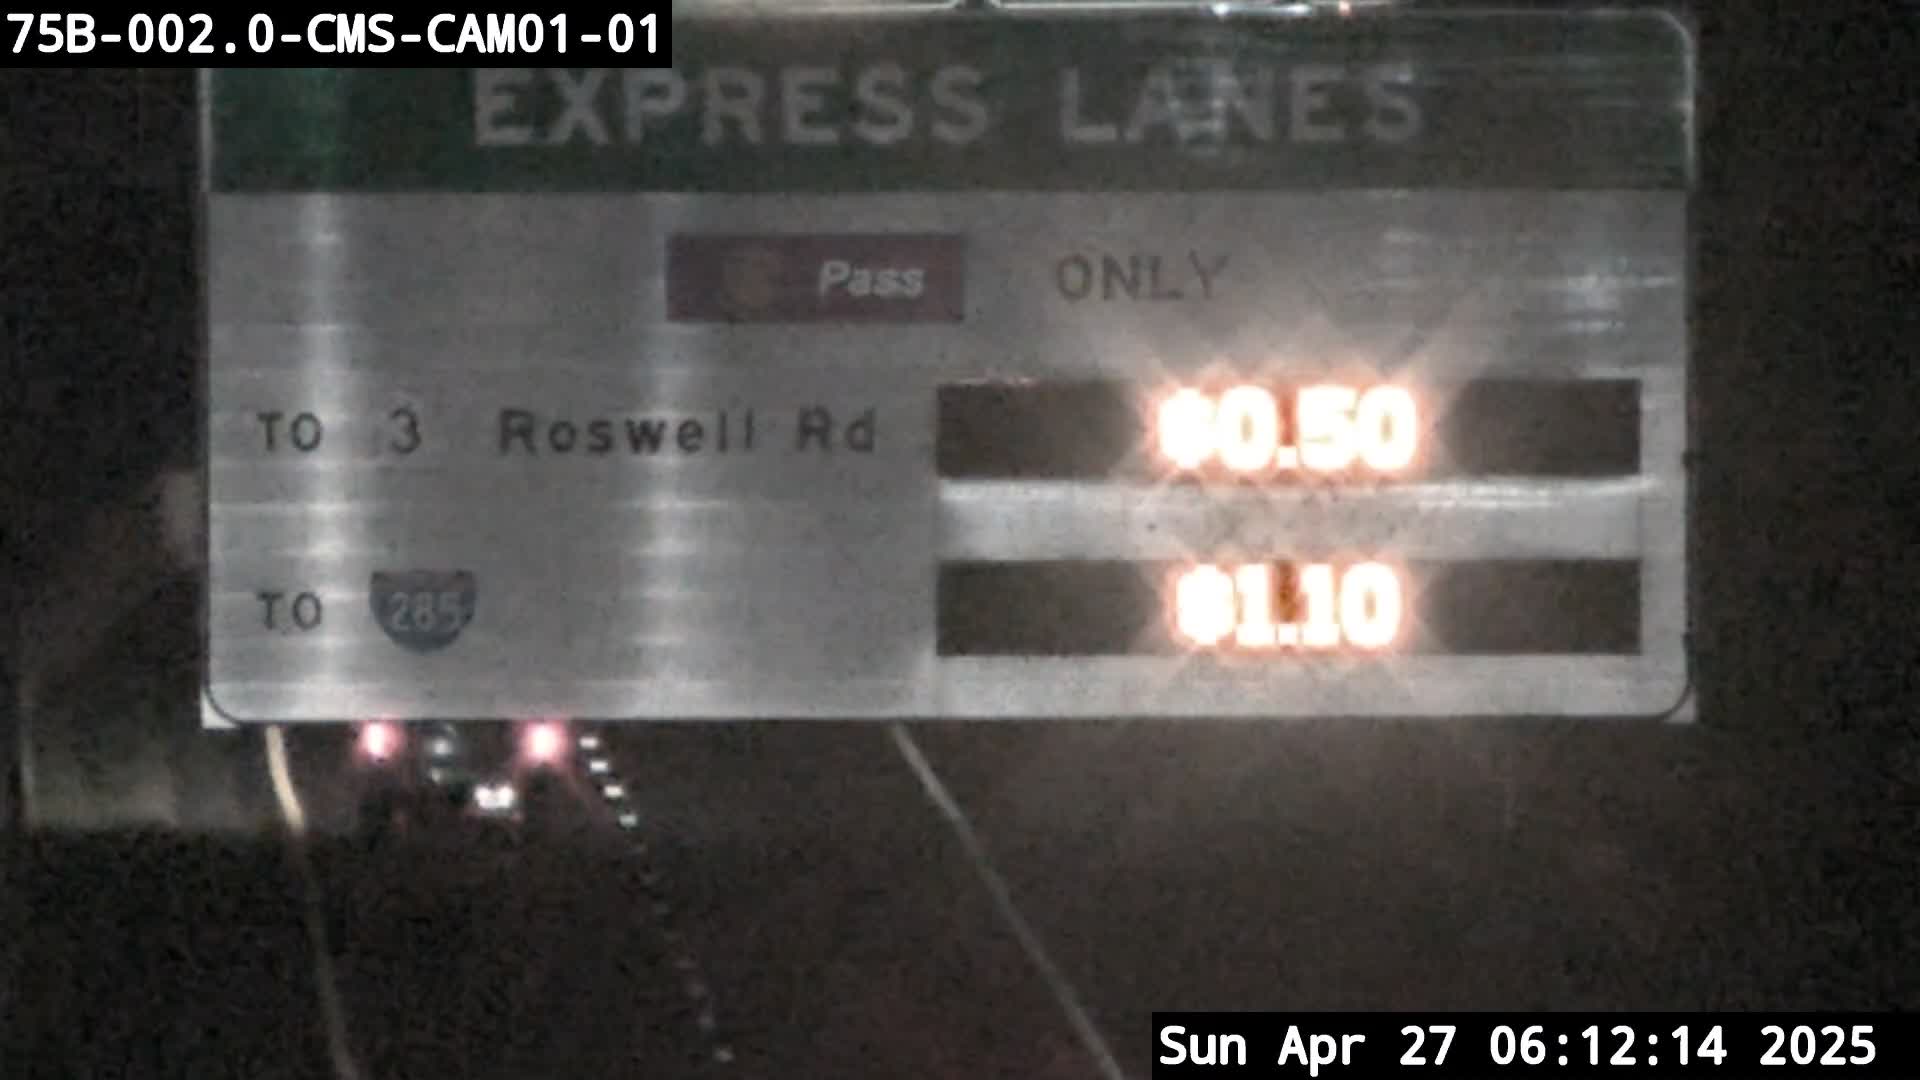 75B-002.0-CMS-CAM01-01
EXPRESS LANES
Pass ONLY
TO 3 Roswell Rd $0.50
TO 285 $1.10
Sun Apr 27 06:12:14 2025